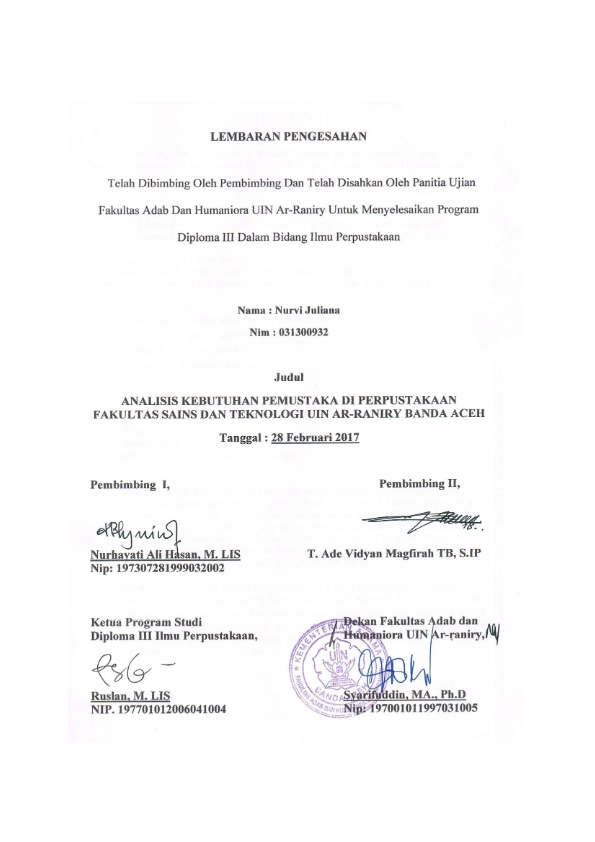 LEMBARAN PENGESAHAN
Telah Dibimbing Oleh Pembimbing Dan Telah Disahkan Oleh Panitia Ujian
Fakultas Adab Dan Humaniora UIN Ar-Raniry Untuk Menyelesaikan Program
Diploma III Dalam Bidang Ilmu Perpustakaan
Nama : Nurvi Juliana
Nim : 031300932
Judul
ANALISIS KEBUTUHAN PEMUSTAKA DI PERPUSTAKAAN
FAKULTAS SAINS DAN TEKNOLOGI UIN AR-RANIRY BANDA ACEH
Tanggal : 28 Februari 2017
Pembimbing I,
Pembimbing II,
Nurhayati Ali Hasan, M. LIS
Nip: 197307281999032002
T. Ade Vidyan Magfirah TB, S.IP
Ketua Program Studi
Diploma III Ilmu Perpustakaan,
Dekan Fakultas Adab dan
Humaniora UIN Ar-raniry,
KEMENTERIAN AGAMA
UIN
Ruslan, M. LIS
NIP. 197701012006041004
Syarifuddin, MA., Ph.D
Nip: 197001011997031005